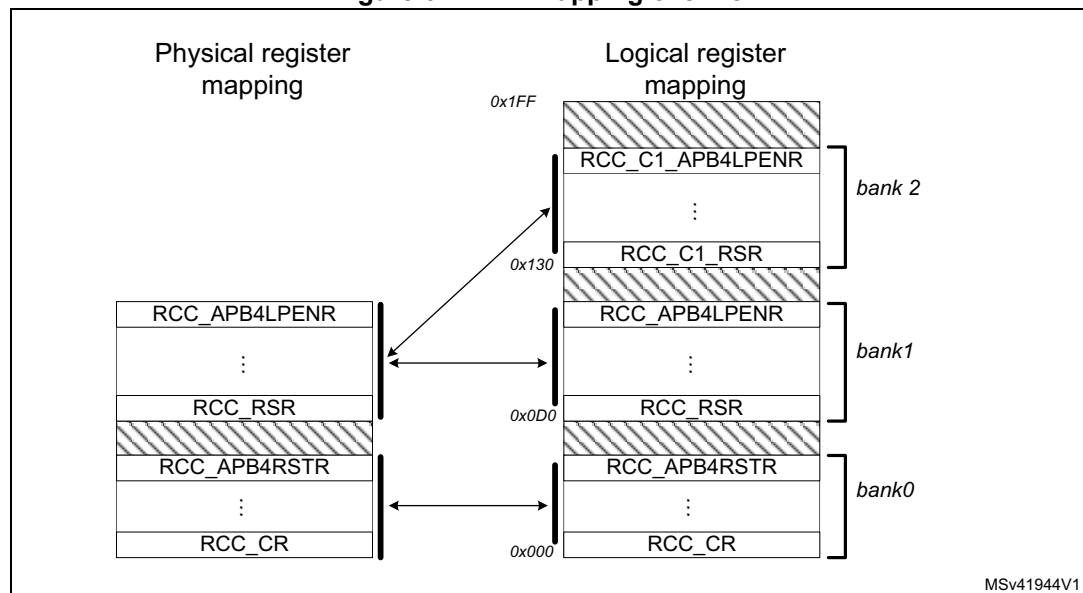 Physical register
mapping
Logical register
mapping
0x1FF
RCC_C1_APB4LPENR
⋮
bank 2
RCC_C1_RSR
0x130
RCC_APB4LPENR
RCC_APB4LPENR
⋮
⋮
bank1
RCC_RSR
0x0D0
RCC_RSR
RCC_APB4RSTR
RCC_APB4RSTR
⋮
⋮
bank0
RCC_CR
0x000
RCC_CR
MSv41944V1